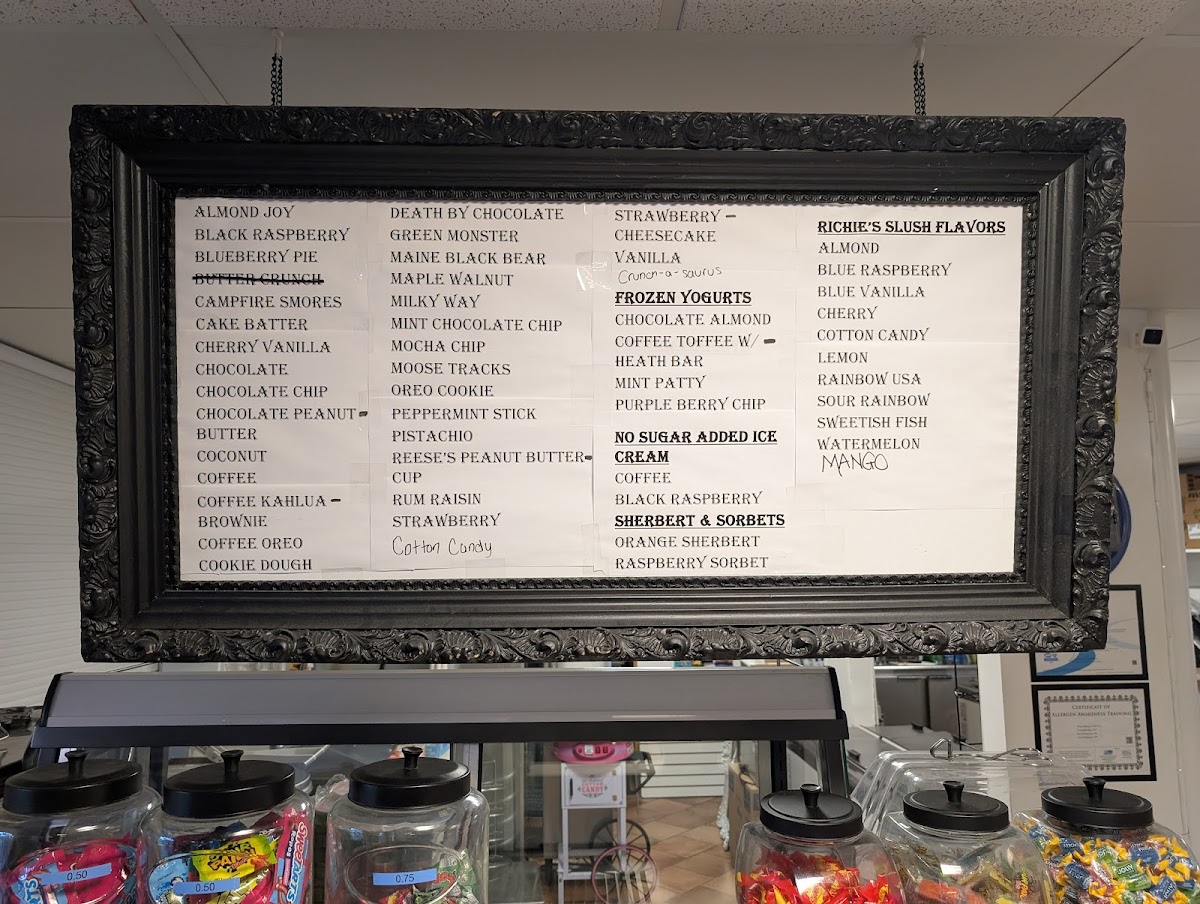 ALMOND JOY
BLACK RASPBERRY
BLUEBERRY PIE
BUTTER CRUNCH
CAMPFIRE SMORES
CAKE BATTER
CHERRY VANILLA
CHOCOLATE
CHOCOLATE CHIP
CHOCOLATE PEANUT-
BUTTER
COCONUT
COFFEE
COFFEE KAHLUA -
BROWNIE
COFFEE OREO
COOKIE DOUGH
DEATH BY CHOCOLATE
GREEN MONSTER
MAINE BLACK BEAR
MAPLE WALNUT
MILKY WAY
MINT CHOCOLATE CHIP
MOCHA CHIP
MOOSE TRACKS
OREO COOKIE
PEPPERMINT STICK
PISTACHIO
REESE'S PEANUT BUTTER-
CUP
RUM RAISIN
STRAWBERRY
Cotton Candy
STRAWBERRY -
CHEESECAKE
VANILLA
Crunch-a-saurus
FROZEN YOGURTS
CHOCOLATE ALMOND
COFFEE TOFFEE W/ -
HEATH BAR
MINT PATTY
PURPLE BERRY CHIP
NO SUGAR ADDED ICE
CREAM
COFFEE
BLACK RASPBERRY
SHERBERT & SORBETS
ORANGE SHERBERT
RASPBERRY SORBET
RICHIE'S SLUSH FLAVORS
ALMOND
BLUE RASPBERRY
BLUE VANILLA
CHERRY
COTTON CANDY
LEMON
RAINBOW USA
SOUR RAINBOW
SWEETISH FISH
WATERMELON
MANGO
CERTIFICATE OF
ALLERGEN AWARENESS TRAINING
CANDY
0.50
0.50
0.75